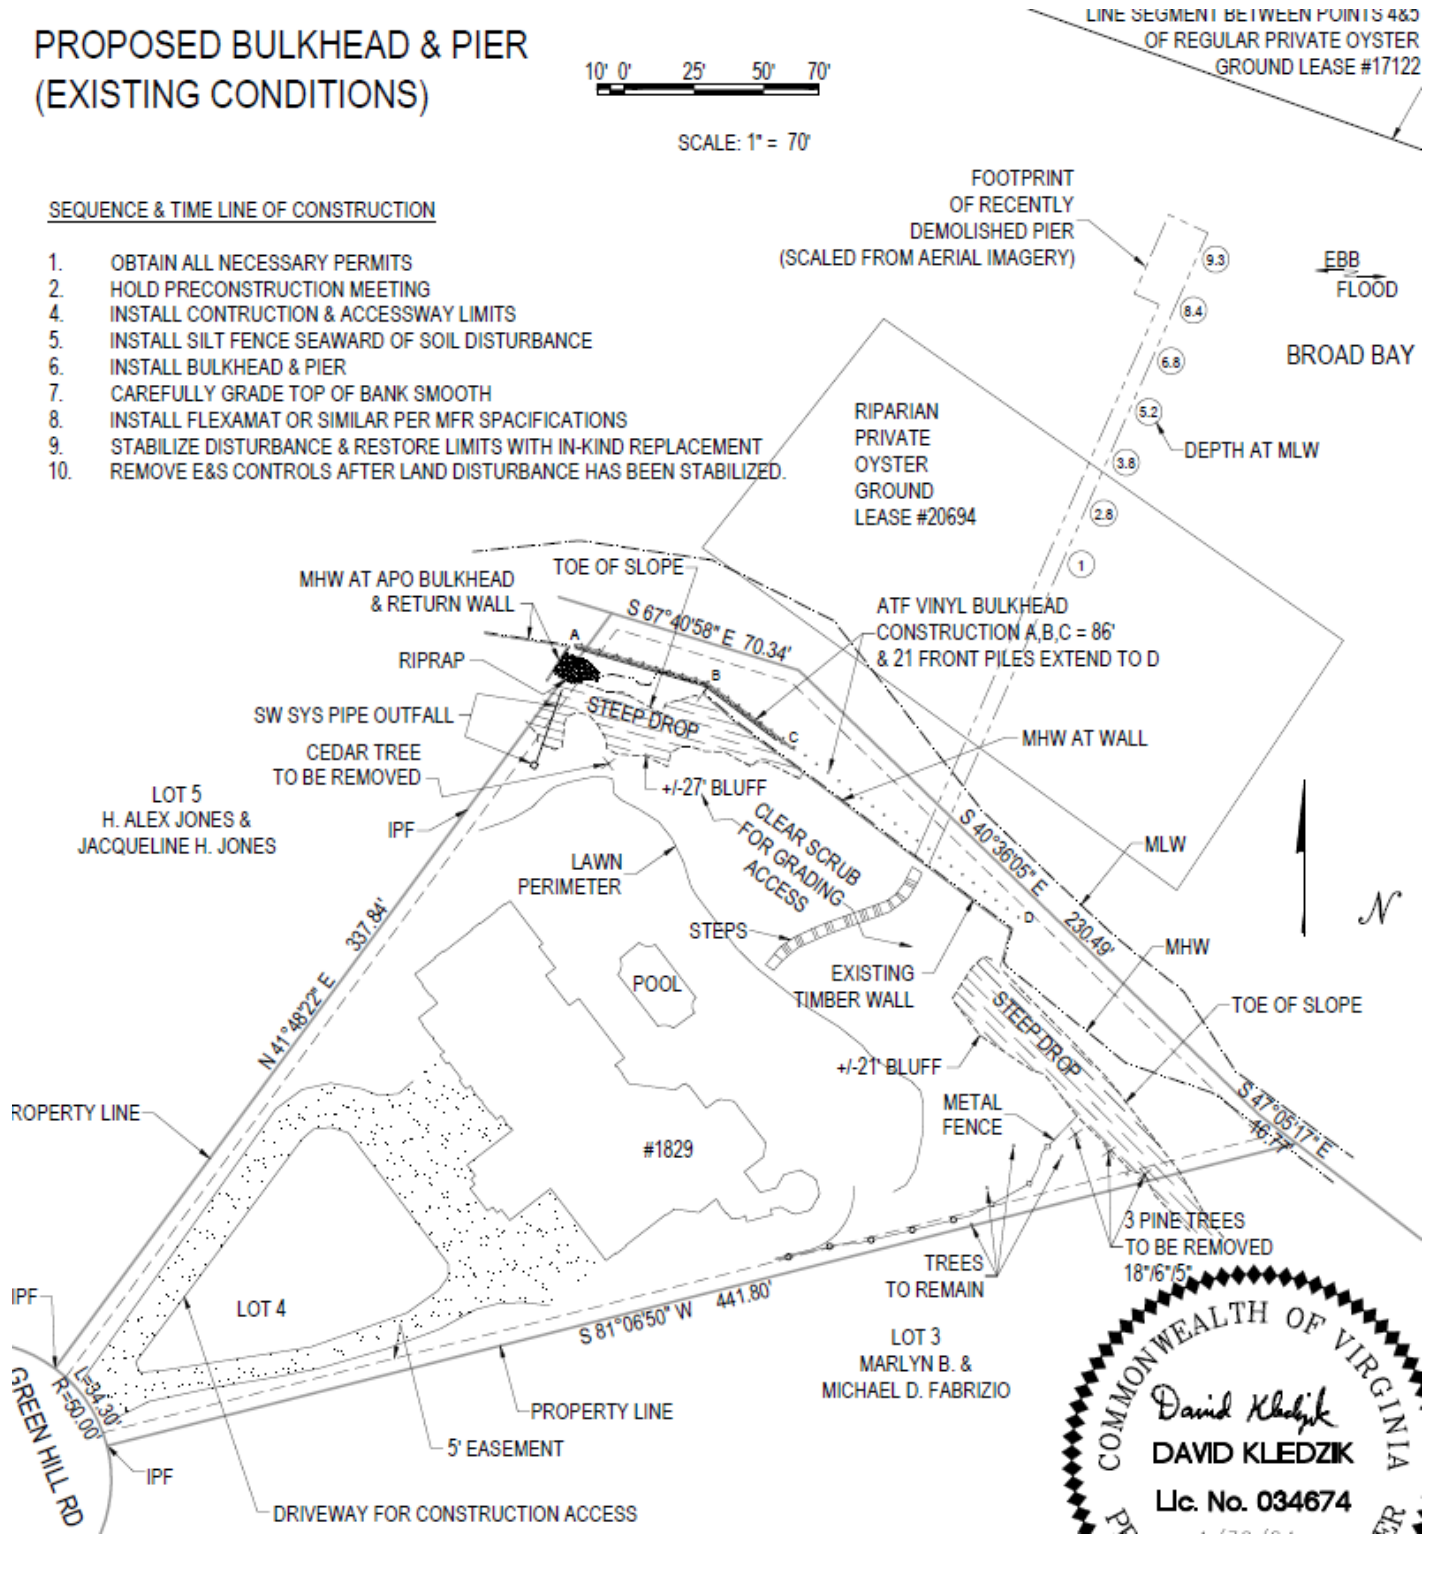 PROPOSED BULKHEAD & PIER
(EXISTING CONDITIONS)
10' 0' 25' 50' 70'
SCALE: 1" = 70'
LINE SEGMENT BETWEEN POINTS 4&5
OF REGULAR PRIVATE OYSTER
GROUND LEASE #17122
SEQUENCE & TIME LINE OF CONSTRUCTION
1. OBTAIN ALL NECESSARY PERMITS
2. HOLD PRECONSTRUCTION MEETING
4. INSTALL CONTRUCTION & ACCESSWAY LIMITS
5. INSTALL SILT FENCE SEAWARD OF SOIL DISTURBANCE
6. INSTALL BULKHEAD & PIER
7. CAREFULLY GRADE TOP OF BANK SMOOTH
8. INSTALL FLEXAMAT OR SIMILAR PER MFR SPACIFICATIONS
9. STABILIZE DISTURBANCE & RESTORE LIMITS WITH IN-KIND REPLACEMENT
10. REMOVE E&S CONTROLS AFTER LAND DISTURBANCE HAS BEEN STABILIZED.
FOOTPRINT
OF RECENTLY
DEMOLISHED PIER
(SCALED FROM AERIAL IMAGERY)
9.3
8.4
6.8
5.2
3.8
2.8
1
EBB
FLOOD
BROAD BAY
DEPTH AT MLW
RIPARIAN
PRIVATE
OYSTER
GROUND
LEASE #20694
MHW AT APO BULKHEAD
& RETURN WALL
TOE OF SLOPE
S 67°40'58" E 70.34'
ATF VINYL BULKHEAD
CONSTRUCTION A,B,C = 86'
& 21 FRONT PILES EXTEND TO D
A
B
C
D
RIPRAP
STEEP DROP
SW SYS PIPE OUTFALL
CEDAR TREE
TO BE REMOVED
+/-27' BLUFF
MHW AT WALL
LOT 5
H. ALEX JONES &
JACQUELINE H. JONES
IPF
CLEAR SCRUB
FOR GRADING
ACCESS
S 40°36'05" E
230.49'
MLW
LAWN
PERIMETER
337.84'
N 41°48'22" E
STEPS
POOL
EXISTING
TIMBER WALL
N
MHW
TOE OF SLOPE
STEEP DROP
+/-21' BLUFF
METAL
FENCE
S 47°05'17" E
46.77'
ROPERTY LINE
#1829
3 PINE TREES
TO BE REMOVED
18"/6"/5"
TREES
TO REMAIN
IPF
LOT 4
S 81°06'50" W 441.80'
LOT 3
MARLYN B. &
MICHAEL D. FABRIZIO
L=34.30'
R=50.00'
GREEN HILL RD
PROPERTY LINE
5' EASEMENT
IPF
DRIVEWAY FOR CONSTRUCTION ACCESS
COMMONWEALTH OF VIRGINIA
David Kledzik
DAVID KLEDZIK
Lic. No. 034674